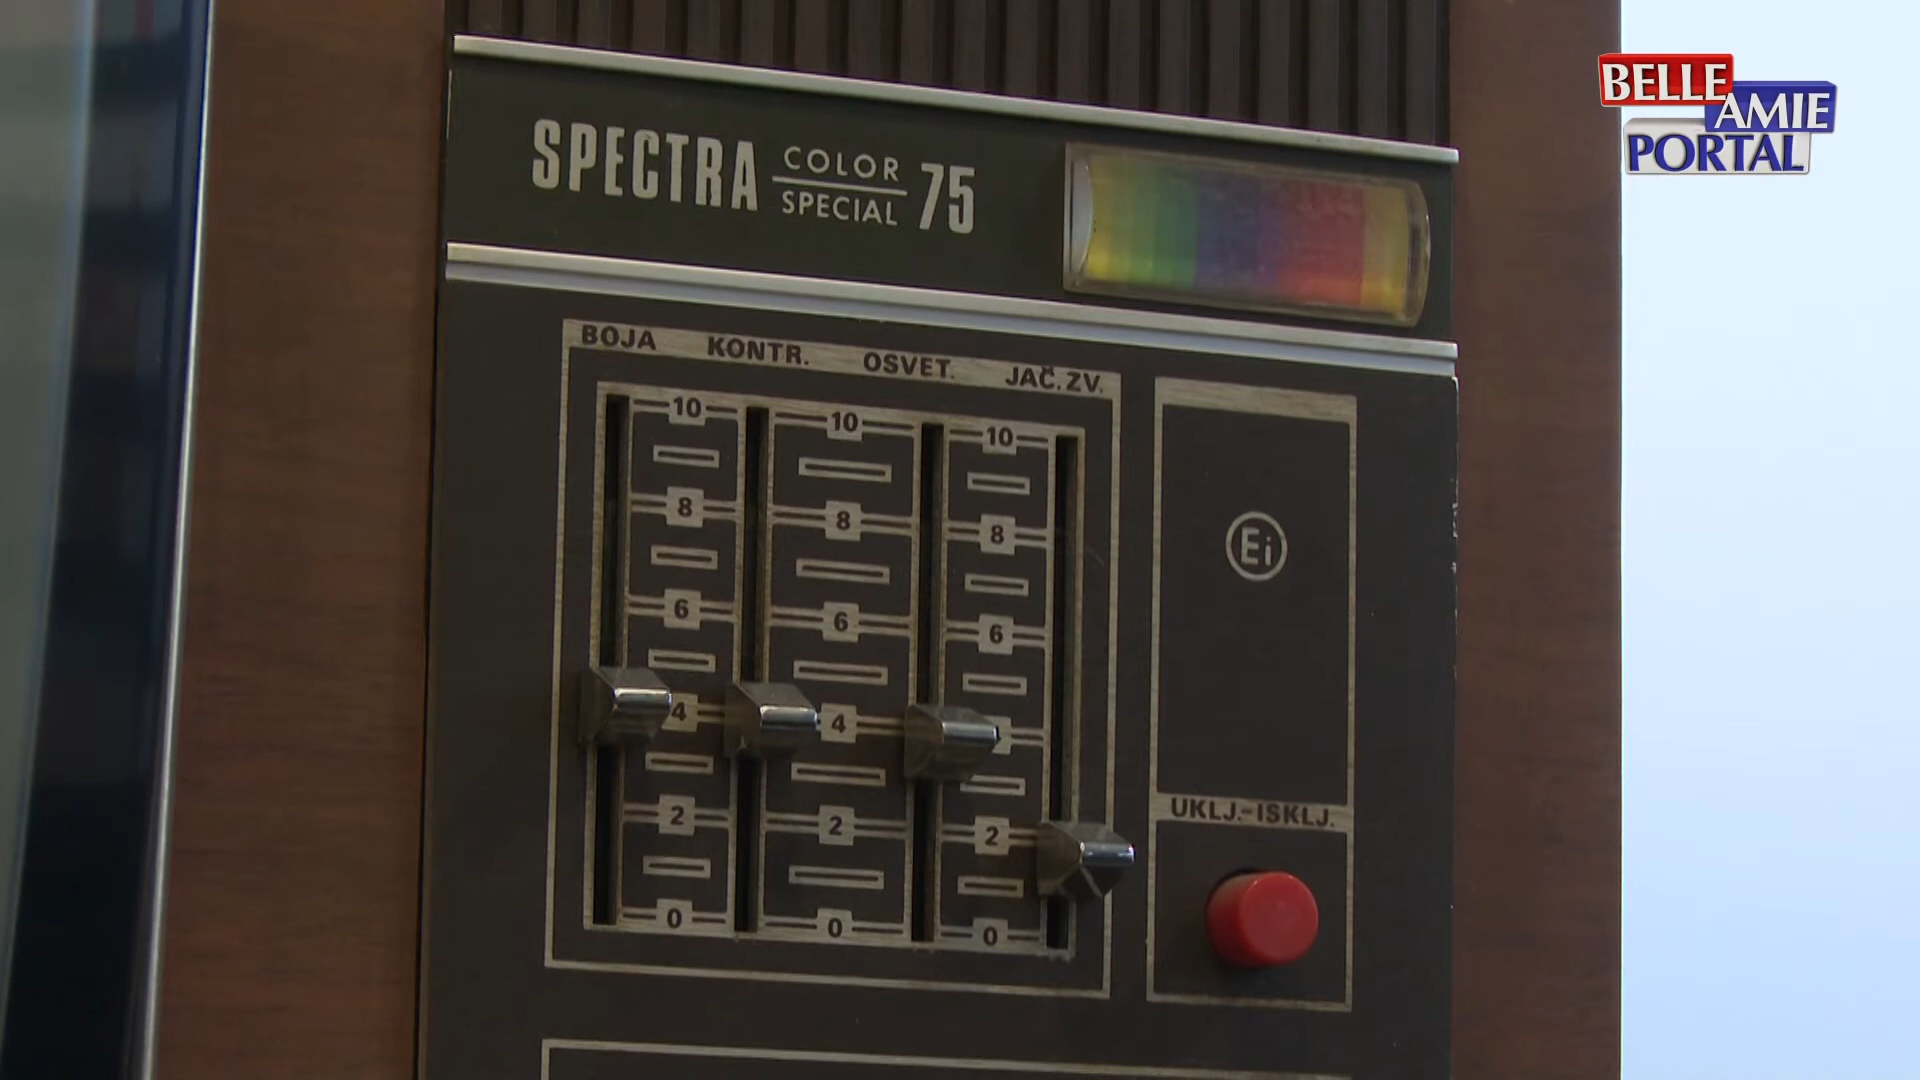 BELLE
AMIE
PORTAL
SPECTRA COLOR SPECIAL 75
BOJA KONTR. OSVET. JAČ.ZV.
10 10 10
8 8 8
6 6 6
4 4
2 2 2
0 0 0
Ei
UKLJ.-ISKLJ.